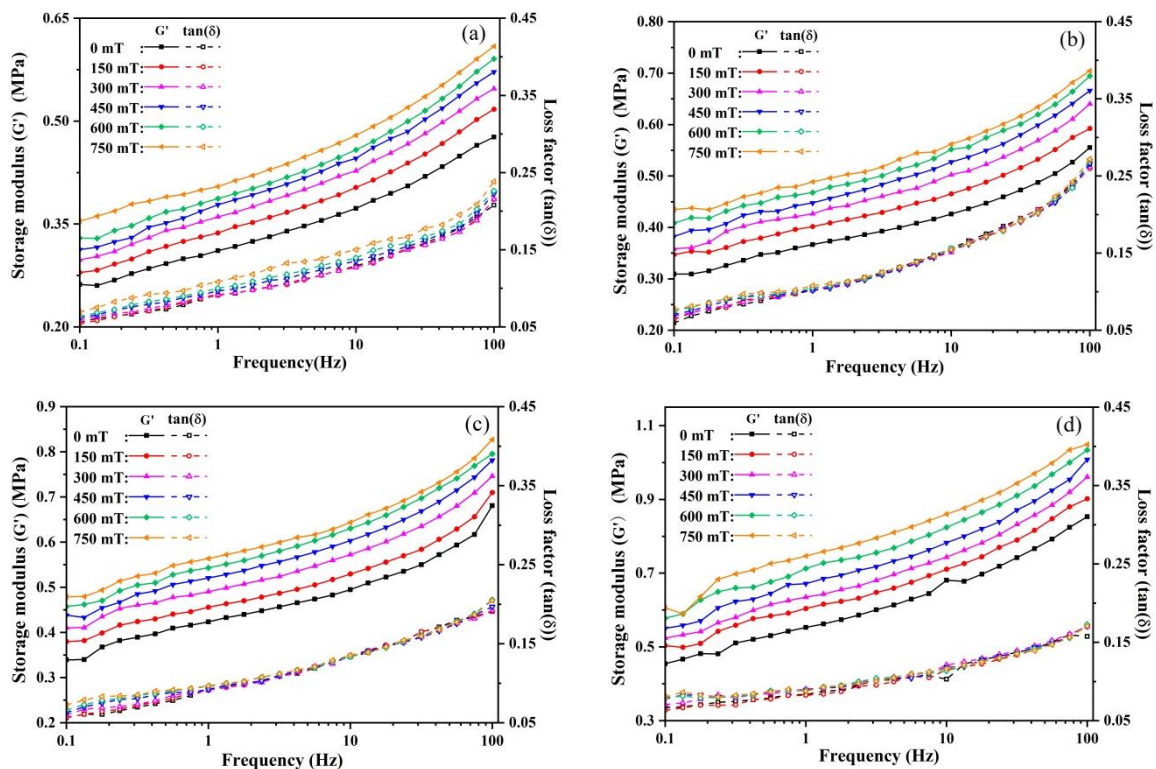 (a)
G' tan(δ)
0 mT :
150 mT:
300 mT:
450 mT:
600 mT:
750 mT:
Storage modulus (G') (MPa)
0.65
0.50
0.35
0.20
Loss factor (tan(δ))
0.45
0.35
0.25
0.15
0.05
0.1 1 10 100
Frequency(Hz)
(b)
G' tan(δ)
0 mT :
150 mT:
300 mT:
450 mT:
600 mT:
750 mT:
Storage modulus (G') (MPa)
0.80
0.70
0.60
0.50
0.40
0.30
0.20
Loss factor (tan(δ))
0.45
0.35
0.25
0.15
0.05
0.1 1 10 100
Frequency (Hz)
(c)
G' tan(δ)
0 mT :
150 mT:
300 mT:
450 mT:
600 mT:
750 mT:
Storage modulus (G') (MPa)
0.9
0.8
0.7
0.6
0.5
0.4
0.3
0.2
Loss factor (tan(δ))
0.45
0.35
0.25
0.15
0.05
0.1 1 10 100
Frequency (Hz)
(d)
G' tan(δ)
0 mT :
150 mT:
300 mT:
450 mT:
600 mT:
750 mT:
Storage modulus (G') (MPa)
1.1
0.9
0.7
0.5
0.3
Loss factor (tan(δ))
0.45
0.35
0.25
0.15
0.05
0.1 1 10 100
Frequency (Hz)